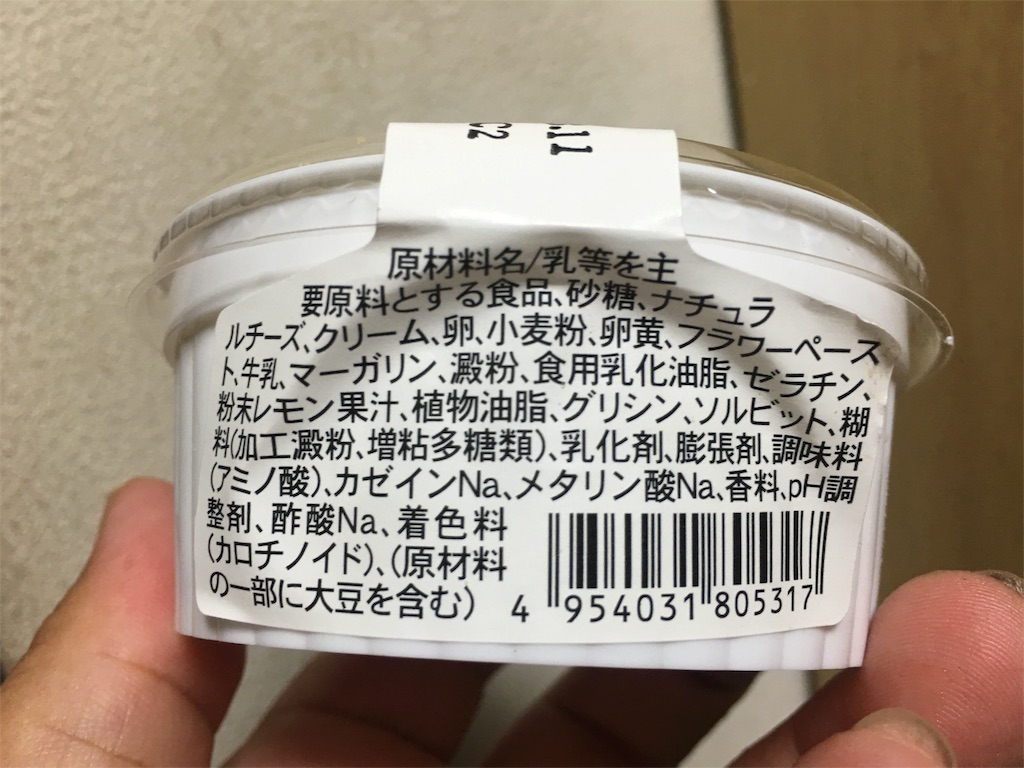 .11
C2
原材料名/乳等を主
要原料とする食品、砂糖、ナチュラ
ルチーズ、クリーム、卵、小麦粉、卵黄、フラワーペース
ト、牛乳、マーガリン、澱粉、食用乳化油脂、ゼラチン、
粉末レモン果汁、植物油脂、グリシン、ソルビット、糊
料(加工澱粉、増粘多糖類)、乳化剤、膨張剤、調味料
(アミノ酸)、カゼインNa、メタリン酸Na、香料、pH調
整剤、酢酸Na、着色料
(カロチノイド)、(原材料
の一部に大豆を含む)
4 954031 805317